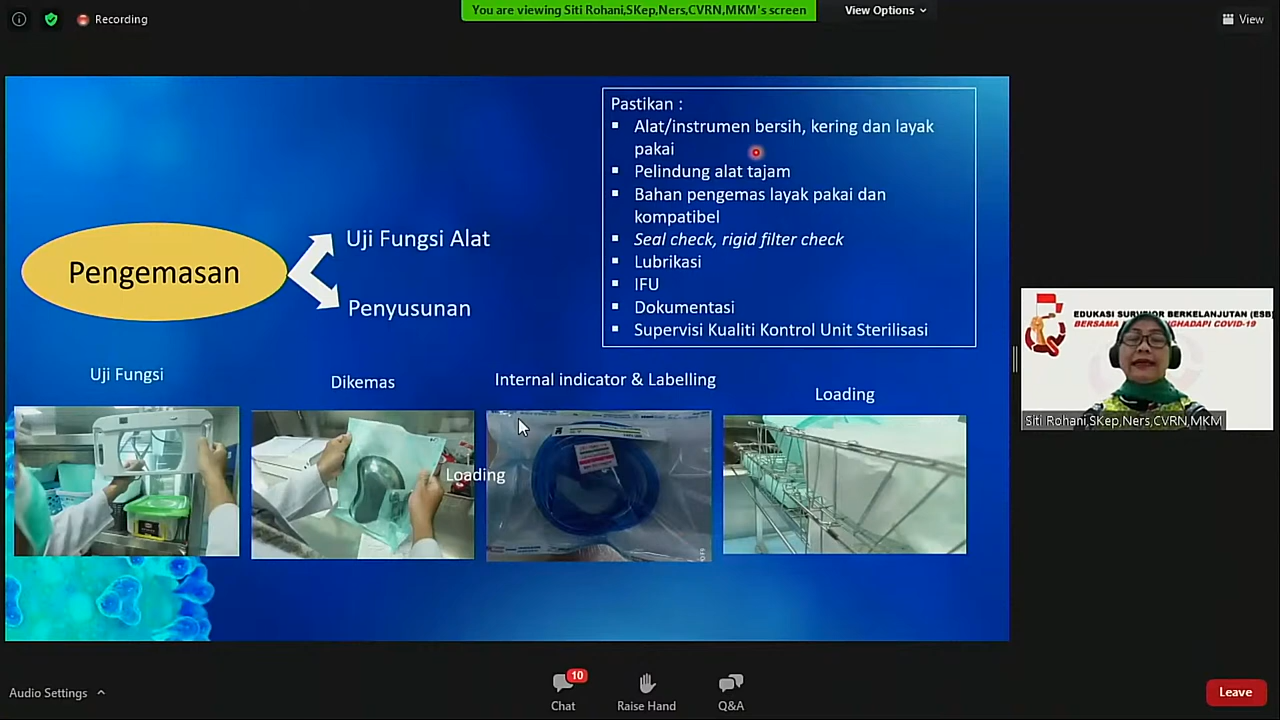 Recording
You are viewing Siti Rohani,SKep,Ners,CVRN,MKM's screen
View Options
View
Pastikan :
Alat/instrumen bersih, kering dan layak
pakai
Pelindung alat tajam
Bahan pengemas layak pakai dan
kompatibel
Seal check, rigid filter check
Lubrikasi
IFU
Dokumentasi
Supervisi Kualiti Kontrol Unit Sterilisasi
Pengemasan
Uji Fungsi Alat
Penyusunan
Uji Fungsi
Dikemas
Internal indicator & Labelling
Loading
Loading
EDUKASI SURVEIOR BERKELANJUTAN (ESB)
BERSAMA
HADAPI COVID-19
Siti Rohani,SKep,Ners,CVRN,MKM
Audio Settings
10
Chat
Raise Hand
Q&A
Leave